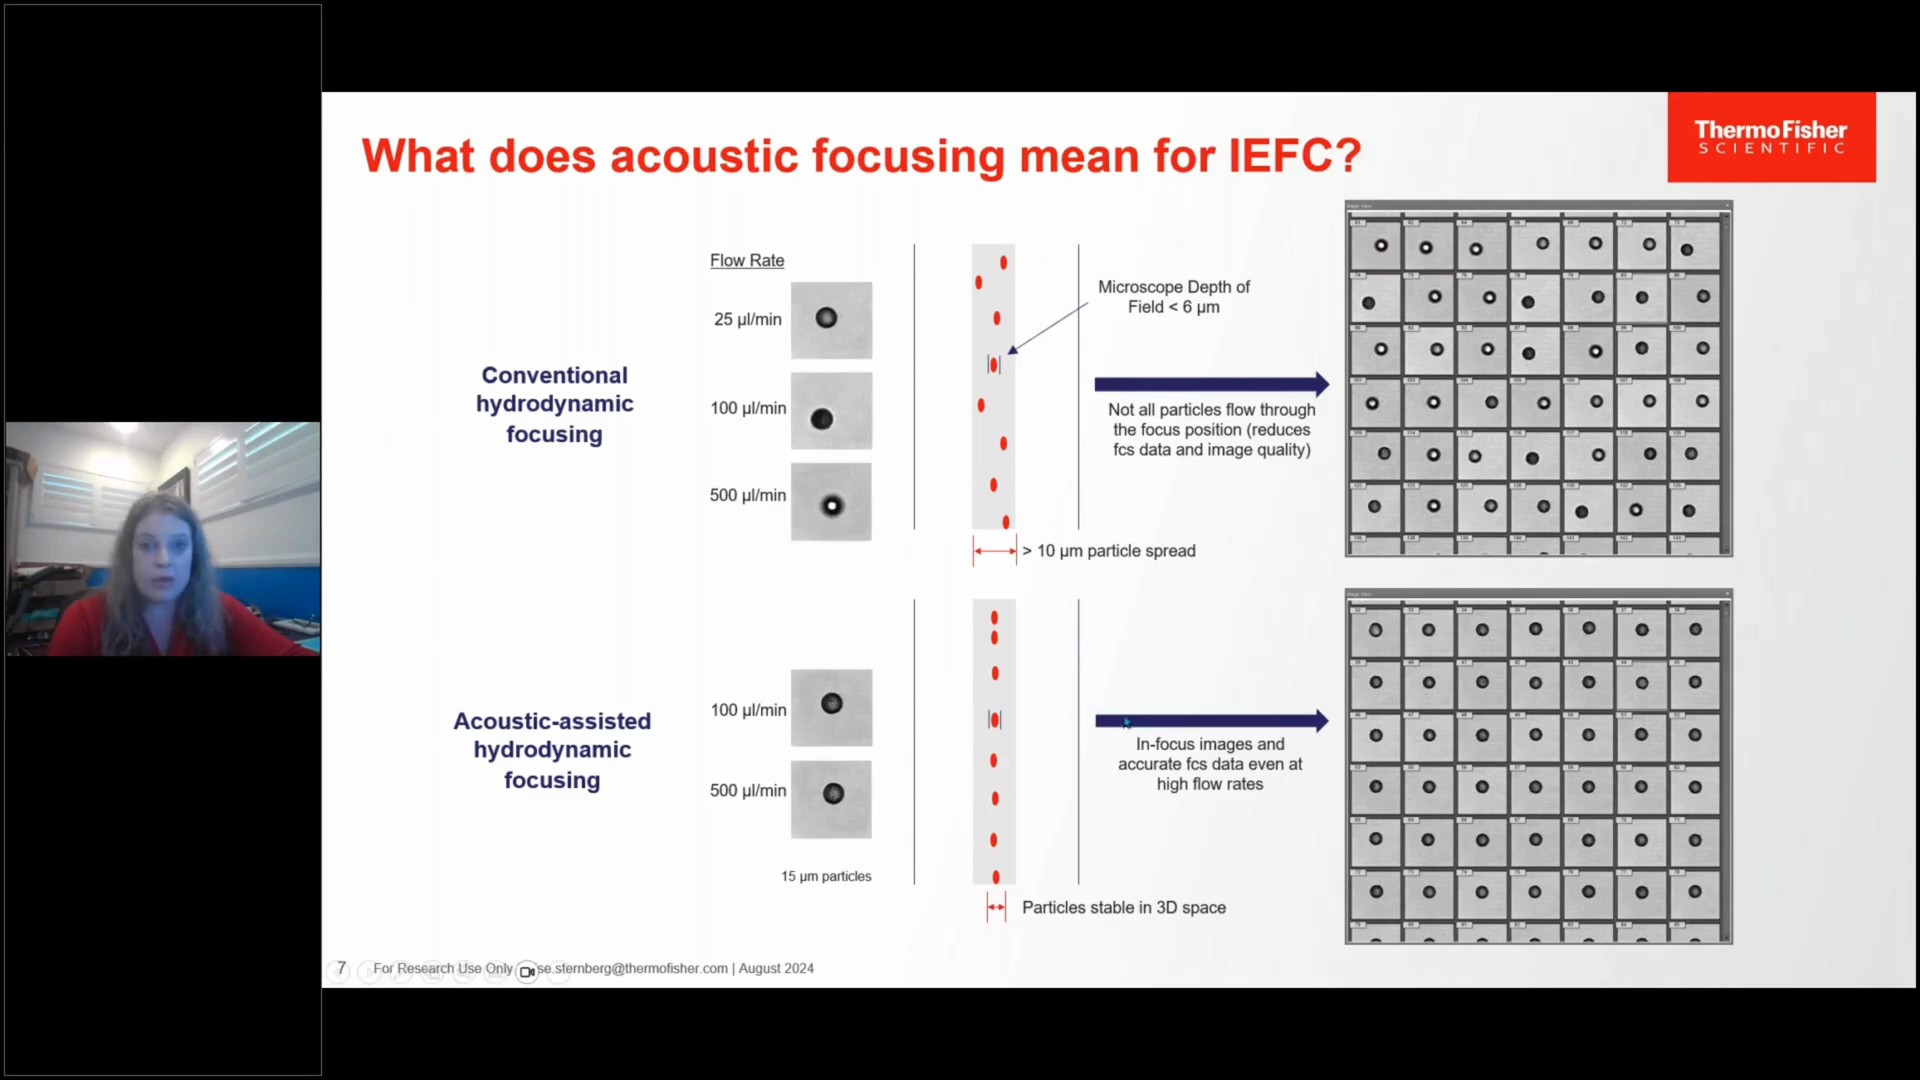 What does acoustic focusing mean for IEFC?
ThermoFisher
SCIENTIFIC
Flow Rate
25 µl/min
100 µl/min
500 µl/min
Conventional
hydrodynamic
focusing
Microscope Depth of
Field < 6 µm
Not all particles flow through
the focus position (reduces
fcs data and image quality)
> 10 µm particle spread
Image View
Acoustic-assisted
hydrodynamic
focusing
100 µl/min
500 µl/min
15 µm particles
In-focus images and
accurate fcs data even at
high flow rates
Particles stable in 3D space
Image View
7
For Research Use Only
se.sternberg@thermofisher.com | August 2024